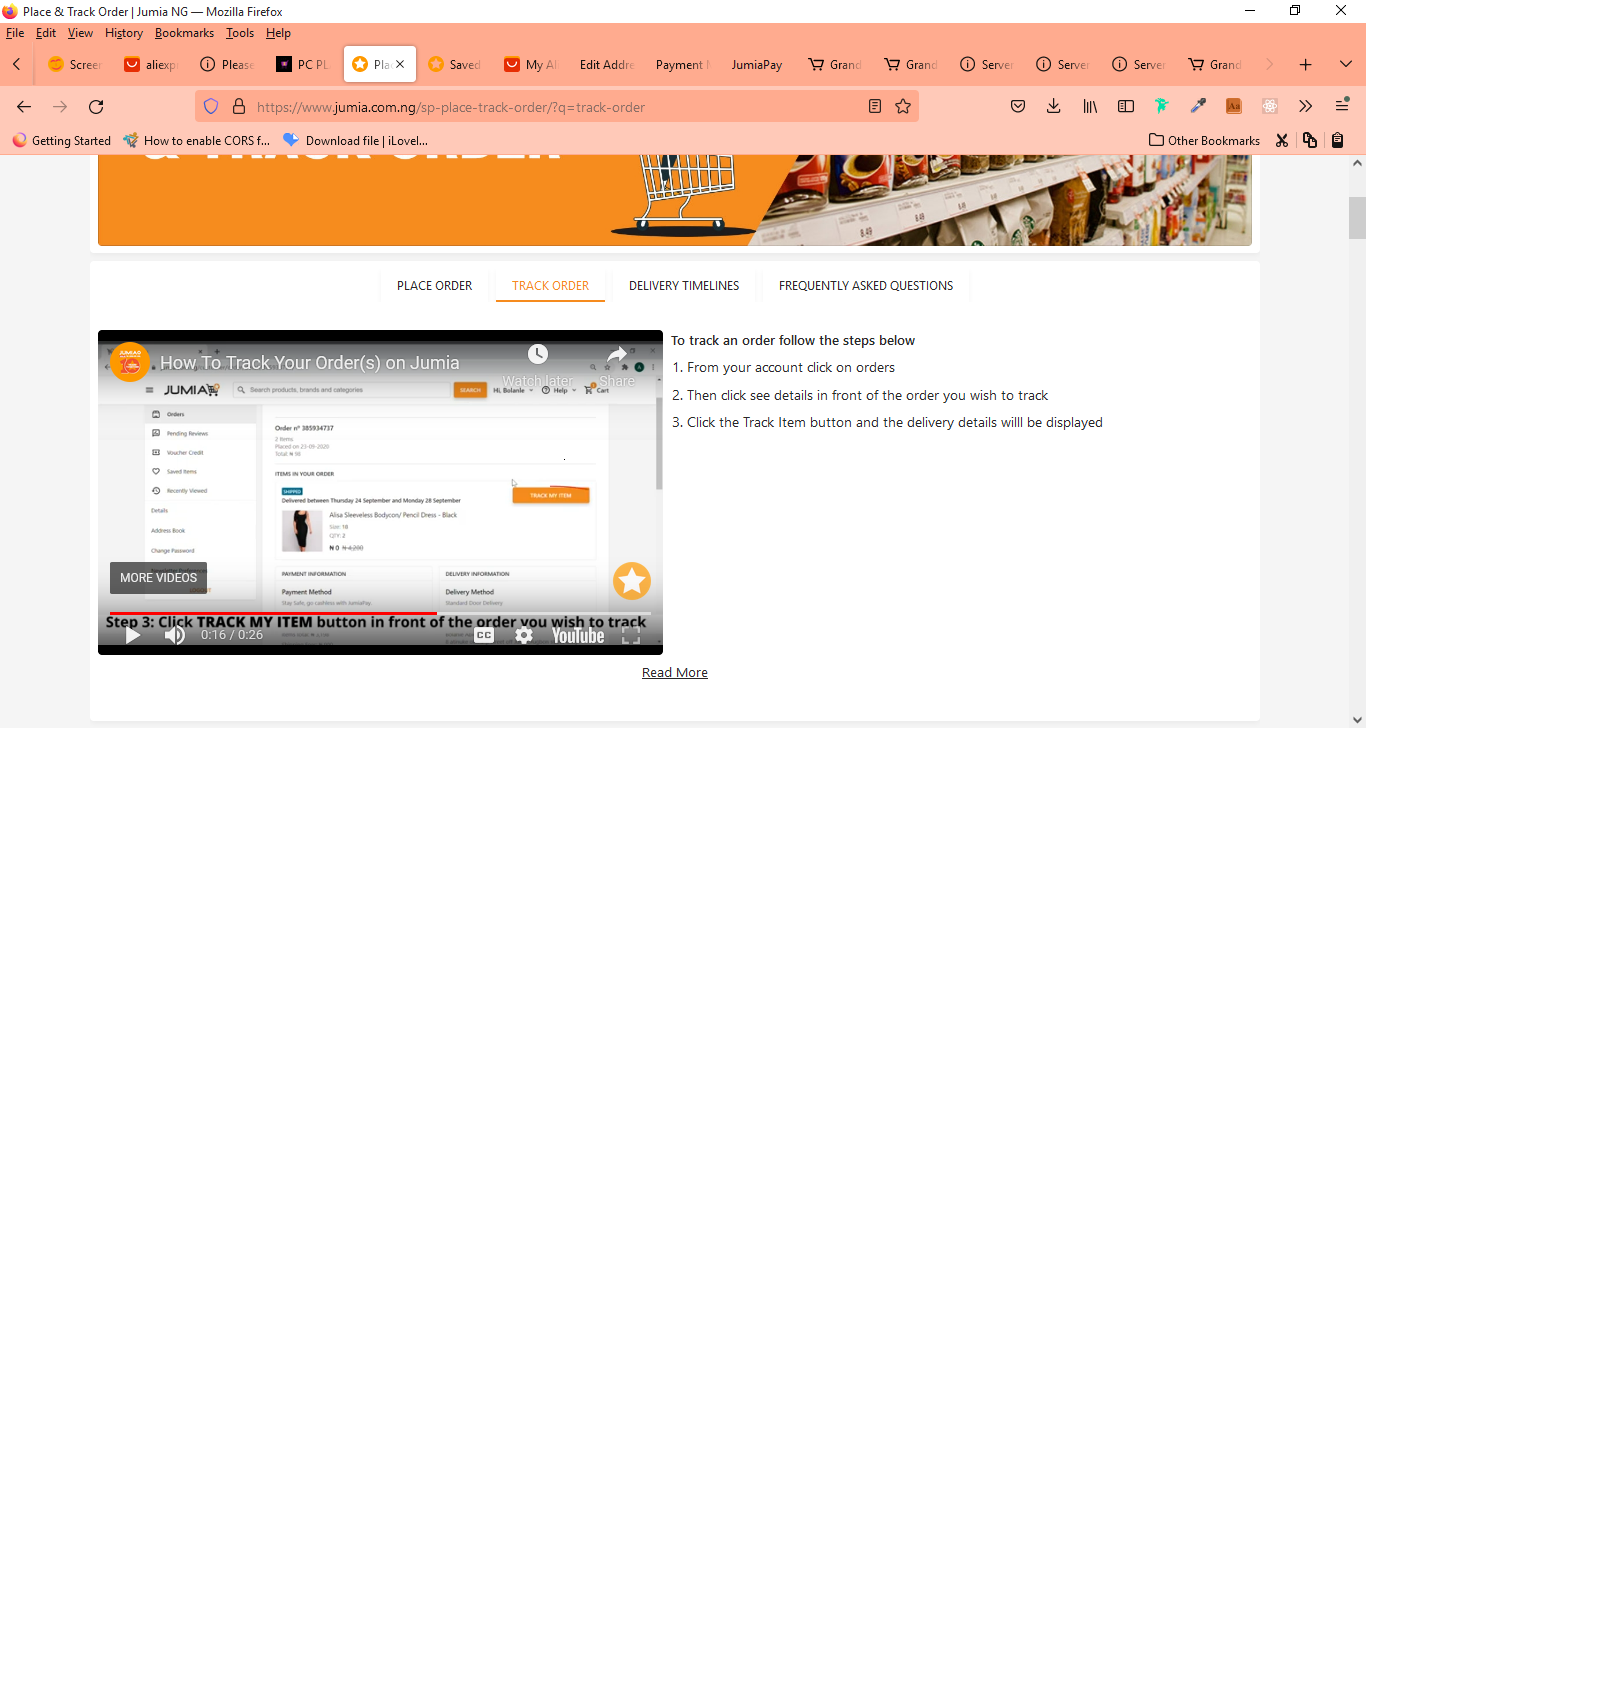 Place & Track Order | Jumia NG — Mozilla Firefox
File Edit View History Bookmarks Tools Help
Screen aliexp Please PC PL Pla Saved My Al Edit Addre Payment JumiaPay Grand Grand Server Server Server Grand
https://www.jumia.com.ng/sp-place-track-order/?q=track-order
Getting Started How to enable CORS f... Download file | iLovel... Other Bookmarks
& TRACK ORDER
PLACE ORDER TRACK ORDER DELIVERY TIMELINES FREQUENTLY ASKED QUESTIONS
How To Track Your Order(s) on Jumia
Watch later Share
JUMIA Search products, brands and categories SEARCH Hi, Bolanle Help Cart
Orders
Pending Reviews
Voucher Credit
Saved Items
Recently Viewed
Details
Address Book
Change Password
Order nº 385934737
2 Items
Placed on 23-09-2020
Total: ₦ 98
ITEMS IN YOUR ORDER
SHIPPED
Delivered between Thursday 24 September and Monday 28 September
TRACK MY ITEM
Alisa Sleeveless Bodycon/ Pencil Dress - Black
Size: 18
QTY: 2
₦ 0 ₦ 4,200
PAYMENT INFORMATION DELIVERY INFORMATION
Payment Method Delivery Method
Stay Safe, go cashless with JumiaPay Standard Door Delivery
MORE VIDEOS
Step 3: Click TRACK MY ITEM button in front of the order you wish to track
0:16 / 0:26 CC YouTube
To track an order follow the steps below
1. From your account click on orders
2. Then click see details in front of the order you wish to track
3. Click the Track Item button and the delivery details willl be displayed
Read More